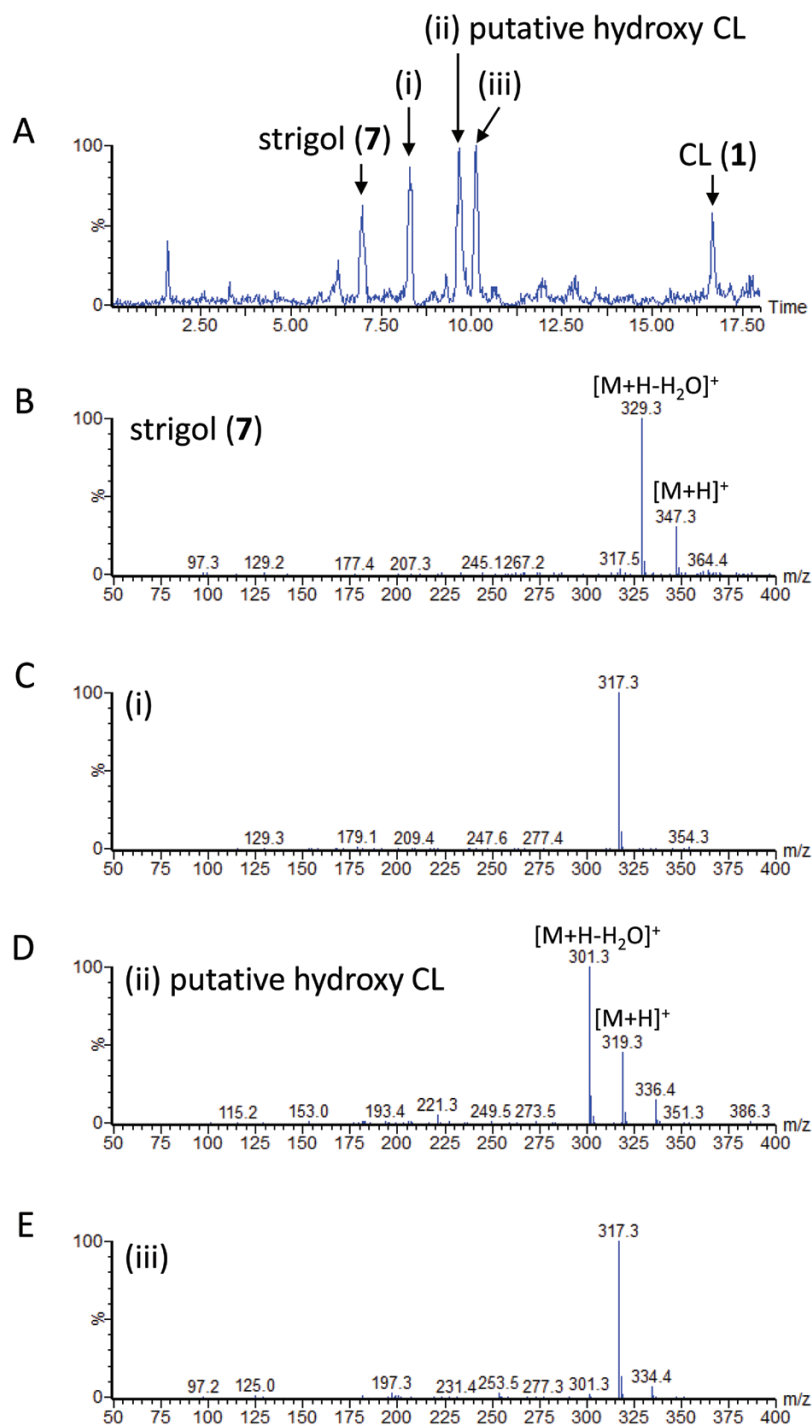 (ii) putative hydroxy CL
(i)
(iii)
A
strigol (7)
CL (1)
100
%
0
2.50 5.00 7.50 10.00 12.50 15.00 17.50 Time
B
strigol (7)
[M+H-H2O]+
329.3
[M+H]+
347.3
100
%
0
97.3 129.2 177.4 207.3 245.1 267.2 317.5 364.4
50 75 100 125 150 175 200 225 250 275 300 325 350 375 400 m/z
C
(i)
317.3
100
%
0
129.3 179.1 209.4 247.6 277.4 354.3
50 75 100 125 150 175 200 225 250 275 300 325 350 375 400 m/z
D
(ii) putative hydroxy CL
[M+H-H2O]+
301.3
[M+H]+
319.3
100
%
0
115.2 153.0 193.4 221.3 249.5 273.5 336.4 351.3 386.3
50 75 100 125 150 175 200 225 250 275 300 325 350 375 400 m/z
E
(iii)
317.3
100
%
0
97.2 125.0 197.3 231.4 253.5 277.3 301.3 334.4
50 75 100 125 150 175 200 225 250 275 300 325 350 375 400 m/z